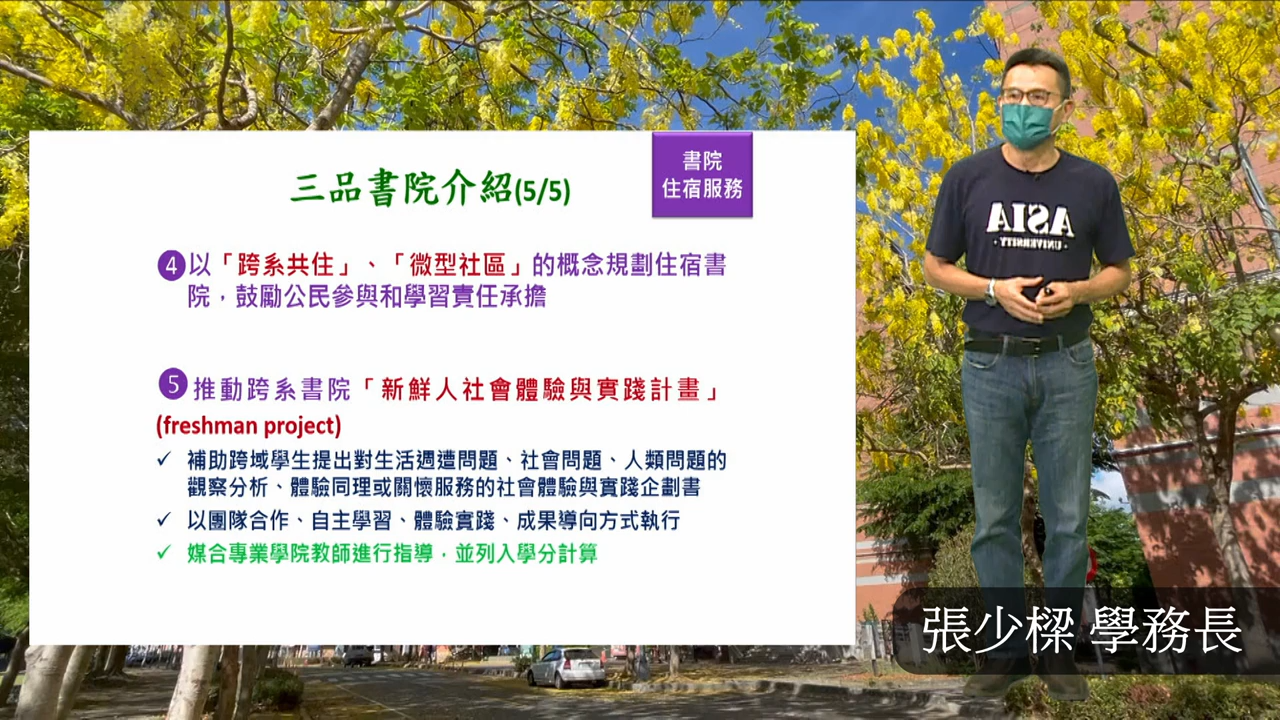 三品書院介紹(5/5)
書院
住宿服務
4 以「跨系共住」、「微型社區」的概念規劃住宿書
院，鼓勵公民參與和學習責任承擔
5 推動跨系書院「新鮮人社會體驗與實踐計畫」
(freshman project)
✓ 補助跨域學生提出對生活週遭問題、社會問題、人類問題的
觀察分析、體驗同理或關懷服務的社會體驗與實踐企劃書
✓ 以團隊合作、自主學習、體驗實踐、成果導向方式執行
✓ 媒合專業學院教師進行指導，並列入學分計算
ASIA
·UNIVERSITY·
張少樑 學務長